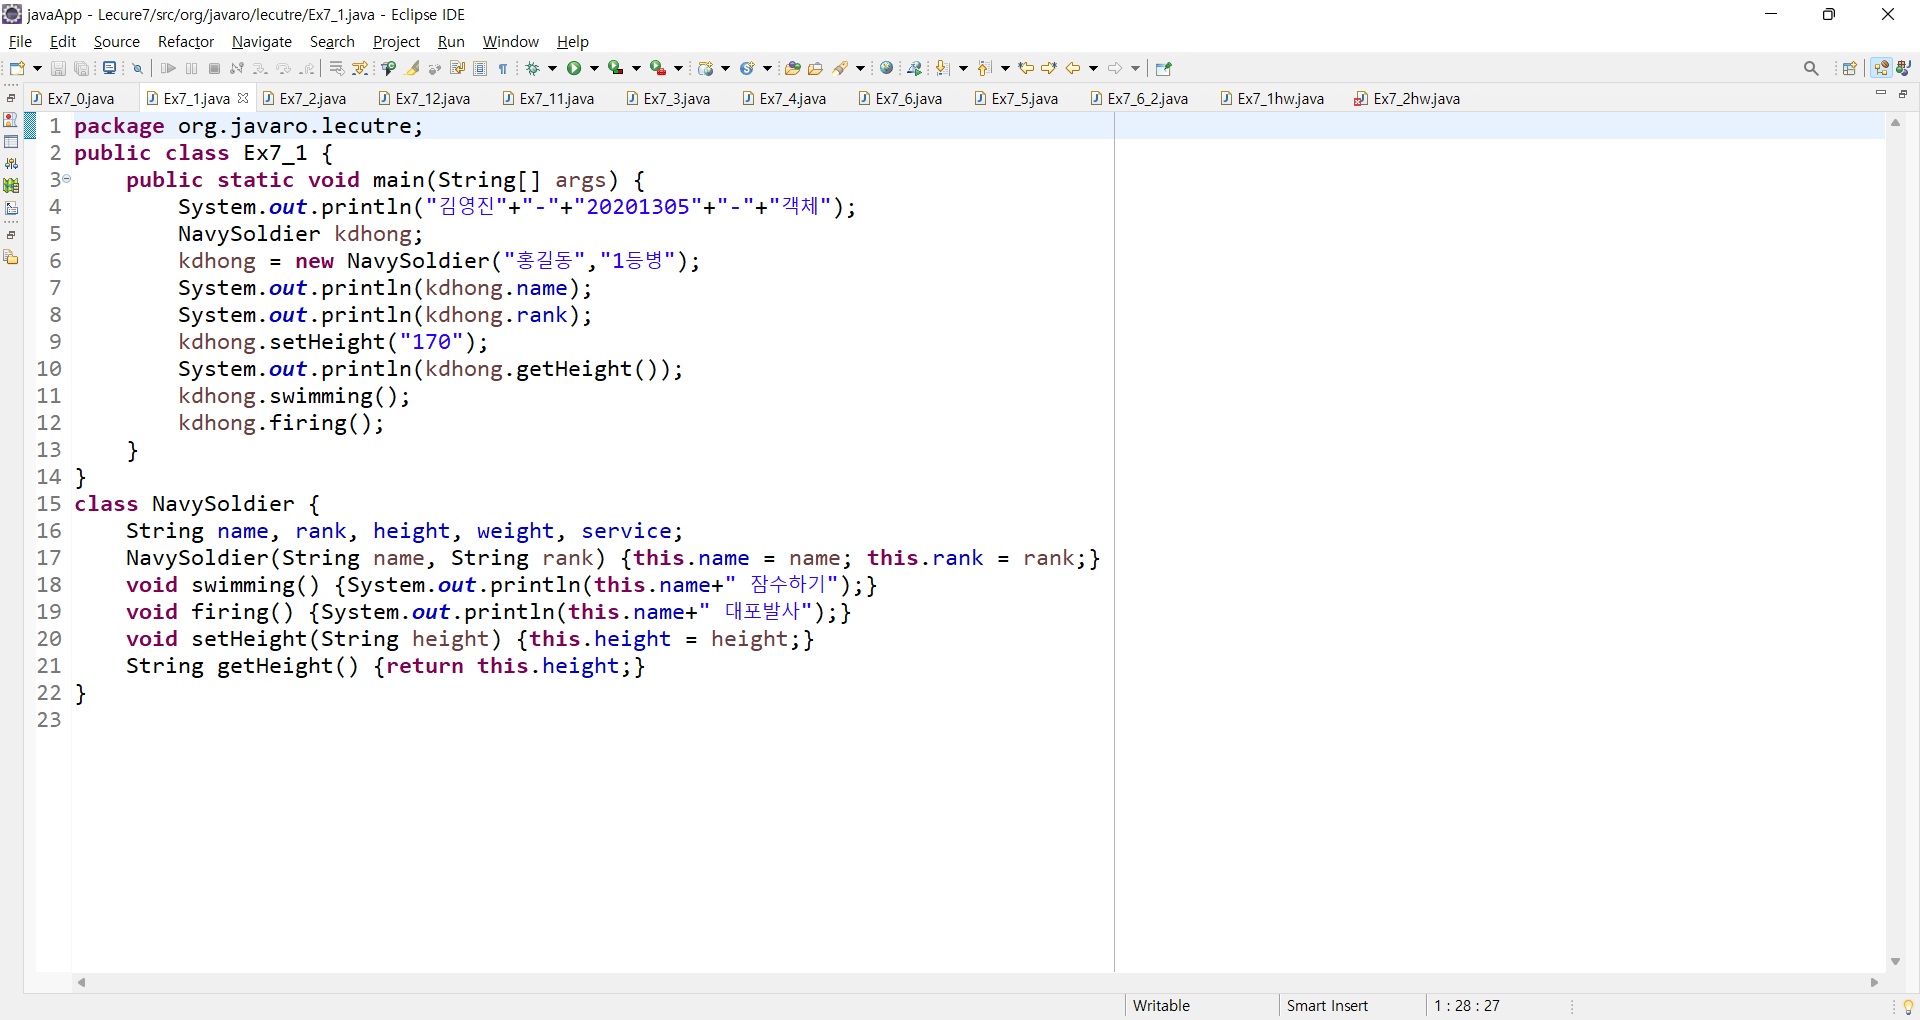 javaApp - Lecure7/src/org/javaro/lecutre/Ex7_1.java - Eclipse IDE
File Edit Source Refactor Navigate Search Project Run Window Help
Ex7_0.java Ex7_1.java Ex7_2.java Ex7_12.java Ex7_11.java Ex7_3.java Ex7_4.java Ex7_6.java Ex7_5.java Ex7_6_2.java Ex7_1hw.java Ex7_2hw.java
1 package org.javaro.lecutre;
2 public class Ex7_1 {
3     public static void main(String[] args) {
4         System.out.println("김영진"+"-"+"20201305"+"-"+"객체");
5         NavySoldier kdhong;
6         kdhong = new NavySoldier("홍길동","1등병");
7         System.out.println(kdhong.name);
8         System.out.println(kdhong.rank);
9         kdhong.setHeight("170");
10         System.out.println(kdhong.getHeight());
11         kdhong.swimming();
12         kdhong.firing();
13     }
14 }
15 class NavySoldier {
16     String name, rank, height, weight, service;
17     NavySoldier(String name, String rank) {this.name = name; this.rank = rank;}
18     void swimming() {System.out.println(this.name+" 잠수하기");}
19     void firing() {System.out.println(this.name+" 대포발사");}
20     void setHeight(String height) {this.height = height;}
21     String getHeight() {return this.height;}
22 }
23
Writable Smart Insert 1 : 28 : 27